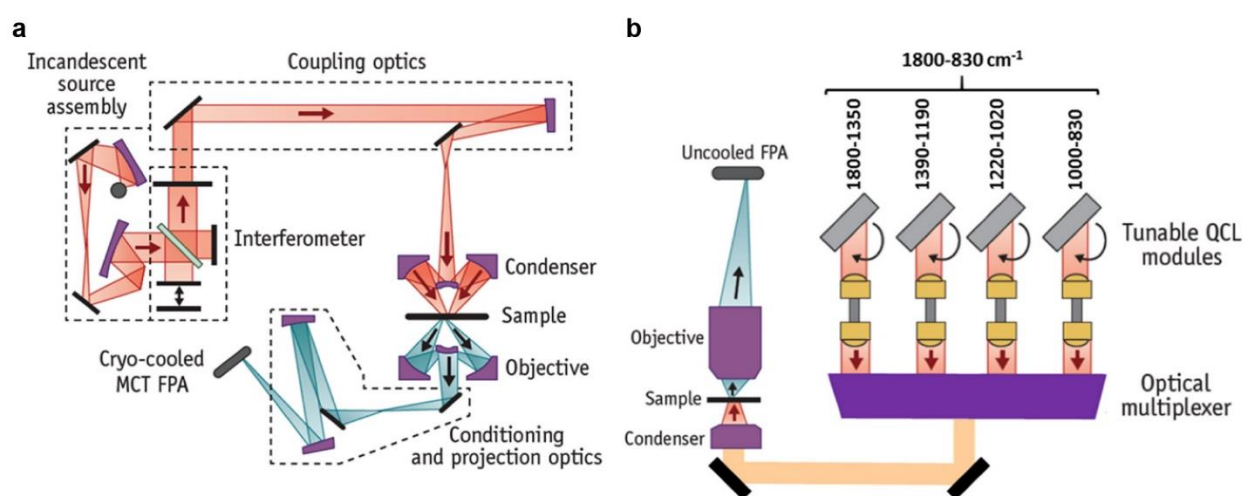 a
Incandescent
source
assembly
Coupling optics
Interferometer
Condenser
Sample
Objective
Cryo-cooled
MCT FPA
Conditioning
and projection optics
b
1800-830 cm⁻¹
1800-1350
1390-1190
1220-1020
1000-830
Uncooled FPA
Tunable QCL
modules
Objective
Sample
Condenser
Optical
multiplexer